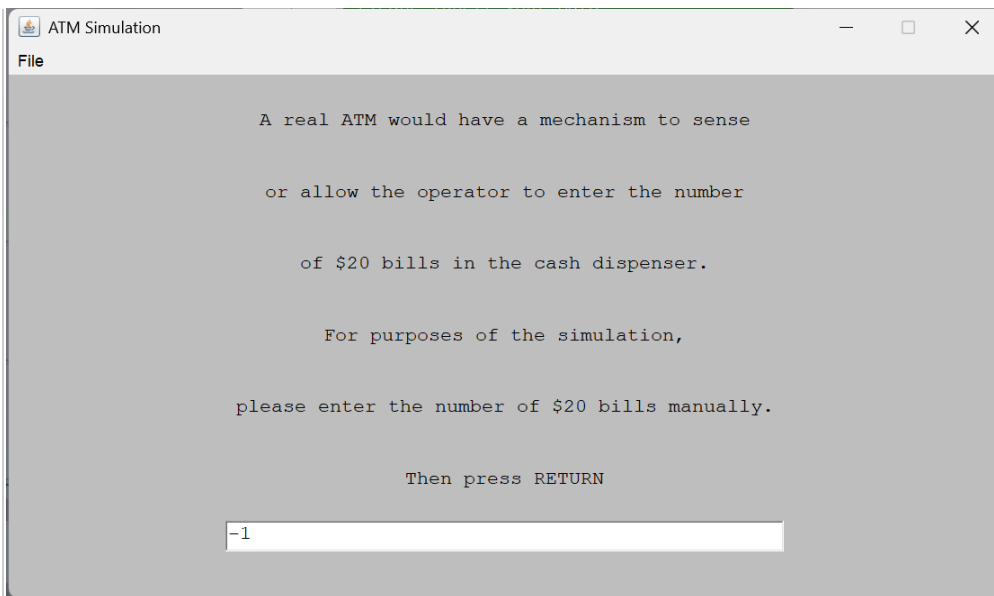 ATM Simulation
File
A real ATM would have a mechanism to sense
or allow the operator to enter the number
of $20 bills in the cash dispenser.
For purposes of the simulation,
please enter the number of $20 bills manually.
Then press RETURN
-1